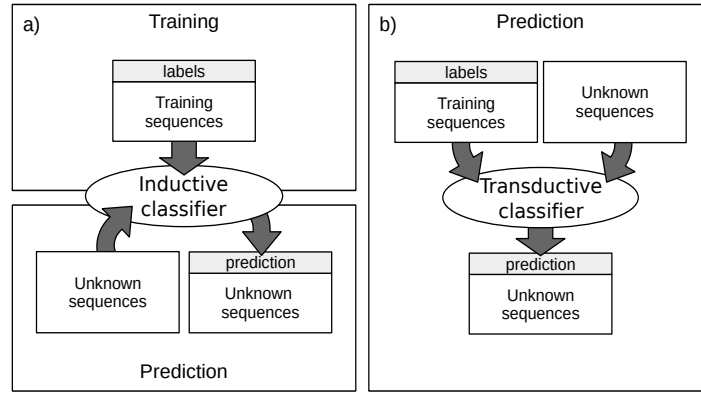 a)
Training
labels
Training
sequences
Inductive
classifier
Unknown
sequences
prediction
Unknown
sequences
Prediction
b)
Prediction
labels
Training
sequences
Unknown
sequences
Transductive
classifier
prediction
Unknown
sequences